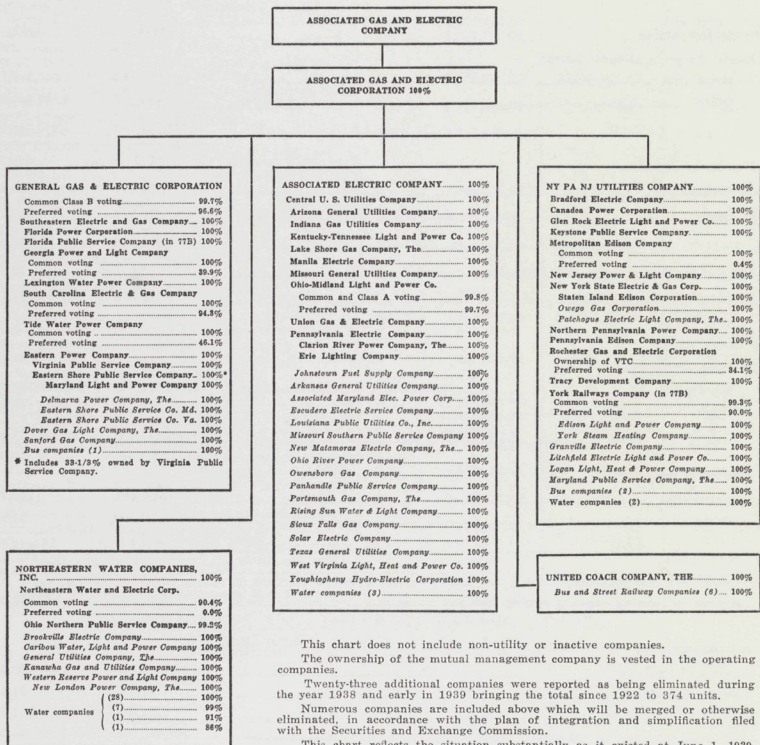 ASSOCIATED GAS AND ELECTRIC
COMPANY
ASSOCIATED GAS AND ELECTRIC
CORPORATION 100%
GENERAL GAS & ELECTRIC CORPORATION
Common Class B voting 99.7%
Preferred voting 96.6%
Southeastern Electric and Gas Company 100%
Florida Power Corporation 100%
Florida Public Service Company (in 77B) 100%
Georgia Power and Light Company
Common voting 100%
Preferred voting 39.9%
Lexington Water Power Company 100%
South Carolina Electric & Gas Company
Common voting 100%
Preferred voting 94.8%
Tide Water Power Company
Common voting 100%
Preferred voting 46.1%
Eastern Power Company 100%
Virginia Public Service Company 100%
Eastern Shore Public Service Company 100%*
Maryland Light and Power Company 100%
Delmarva Power Company, The 100%
Eastern Shore Public Service Co. Md. 100%
Eastern Shore Public Service Co. Va. 100%
Dover Gas Light Company, The 100%
Sanford Gas Company 100%
Bus companies (1) 100%
* Includes 33-1/3% owned by Virginia Public
Service Company.
NORTHEASTERN WATER COMPANIES,
INC. 100%
Northeastern Water and Electric Corp.
Common voting 90.4%
Preferred voting 0.0%
Ohio Northern Public Service Company 99.2%
Brookville Electric Company 100%
Caribou Water, Light and Power Company 100%
General Utilities Company, The 100%
Kanawha Gas and Utilities Company 100%
Western Reserve Power and Light Company 100%
New London Power Company, The 100%
Water companies
(28) 100%
(7) 99%
(1) 91%
(1) 86%
ASSOCIATED ELECTRIC COMPANY 100%
Central U. S. Utilities Company 100%
Arizona General Utilities Company 100%
Indiana Gas Utilities Company 100%
Kentucky-Tennessee Light and Power Co. 100%
Lake Shore Gas Company, The 100%
Manila Electric Company 100%
Missouri General Utilities Company 100%
Ohio-Midland Light and Power Co.
Common and Class A voting 99.8%
Preferred voting 99.7%
Union Gas & Electric Company 100%
Pennsylvania Electric Company 100%
Clarion River Power Company, The 100%
Erie Lighting Company 100%
Johnstown Fuel Supply Company 100%
Arkansas General Utilities Company 100%
Associated Maryland Elec. Power Corp. 100%
Escudero Electric Service Company 100%
Louisiana Public Utilities Co., Inc. 100%
Missouri Southern Public Service Company 100%
New Matamoras Electric Company, The 100%
Ohio River Power Company 100%
Owensboro Gas Company 100%
Panhandle Public Service Company 100%
Portsmouth Gas Company, The 100%
Rising Sun Water & Light Company 100%
Sioux Falls Gas Company 100%
Solar Electric Company 100%
Texas General Utilities Company 100%
West Virginia Light, Heat and Power Co. 100%
Youghiogheny Hydro-Electric Corporation 100%
Water companies (3) 100%
NY PA NJ UTILITIES COMPANY 100%
Bradford Electric Company 100%
Canadea Power Corporation 100%
Glen Rock Electric Light and Power Co. 100%
Keystone Public Service Company 100%
Metropolitan Edison Company
Common voting 100%
Preferred voting 0.4%
New Jersey Power & Light Company 100%
New York State Electric & Gas Corp. 100%
Staten Island Edison Corporation 100%
Owego Gas Corporation 100%
Patchogue Electric Light Company, The 100%
Northern Pennsylvania Power Company 100%
Pennsylvania Edison Company 100%
Rochester Gas and Electric Corporation
Ownership of VTC 100%
Preferred voting 34.1%
Tracy Development Company 100%
York Railways Company (in 77B)
Common voting 99.3%
Preferred voting 90.0%
Edison Light and Power Company 100%
York Steam Heating Company 100%
Granville Electric Company 100%
Litchfield Electric Light and Power Co. 100%
Logan Light, Heat & Power Company 100%
Maryland Public Service Company, The 100%
Bus companies (2) 100%
Water companies (2) 100%
UNITED COACH COMPANY, THE 100%
Bus and Street Railway Companies (6) 100%
This chart does not include non-utility or inactive companies.
The ownership of the mutual management company is vested in the operating
companies.
Twenty-three additional companies were reported as being eliminated during
the year 1938 and early in 1939 bringing the total since 1922 to 374 units.
Numerous companies are included above which will be merged or otherwise
eliminated, in accordance with the plan of integration and simplification filed
with the Securities and Exchange Commission.
This chart reflects the situation substantially as it existed at June 1, 1939.